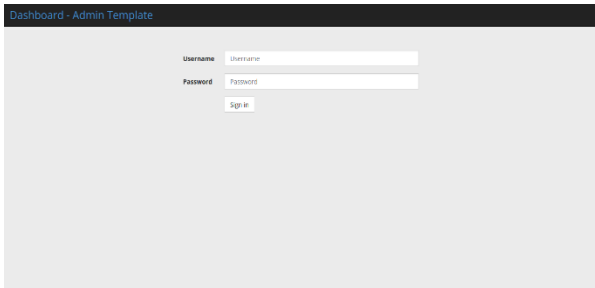 Dashboard - Admin Template
Username Username
Password Password
Sign in